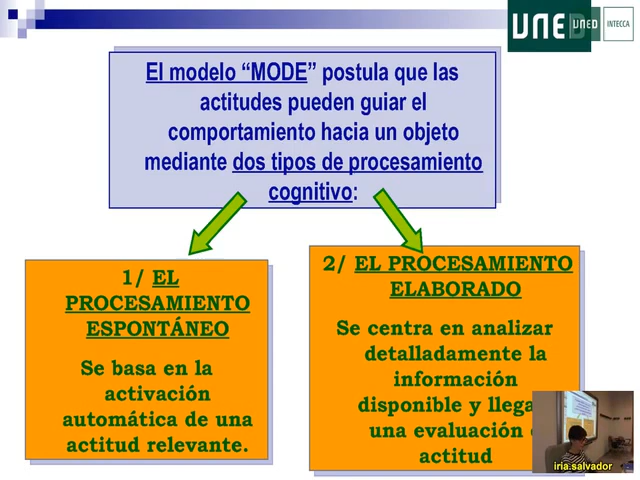 UNED
UNED
INTECCA
El modelo “MODE” postula que las
actitudes pueden guiar el
comportamiento hacia un objeto
mediante dos tipos de procesamiento
cognitivo:
1/ EL
PROCESAMIENTO
ESPONTÁNEO
Se basa en la
activación
automática de una
actitud relevante.
2/ EL PROCESAMIENTO
ELABORADO
Se centra en analizar
detalladamente la
información
disponible y llega
una evaluación
actitud
iria.salvador